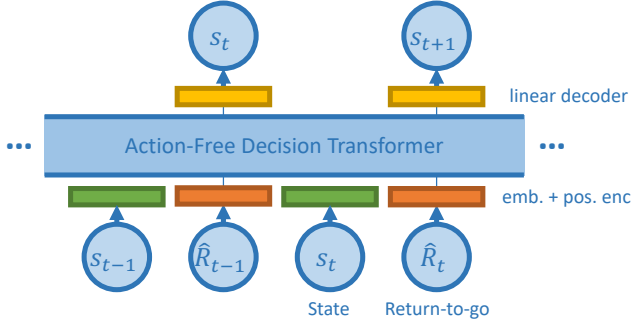 s_t s_{t+1}
linear decoder
... Action-Free Decision Transformer ...
emb. + pos. enc
s_{t-1} R̂_{t-1} s_t R̂_t
State Return-to-go